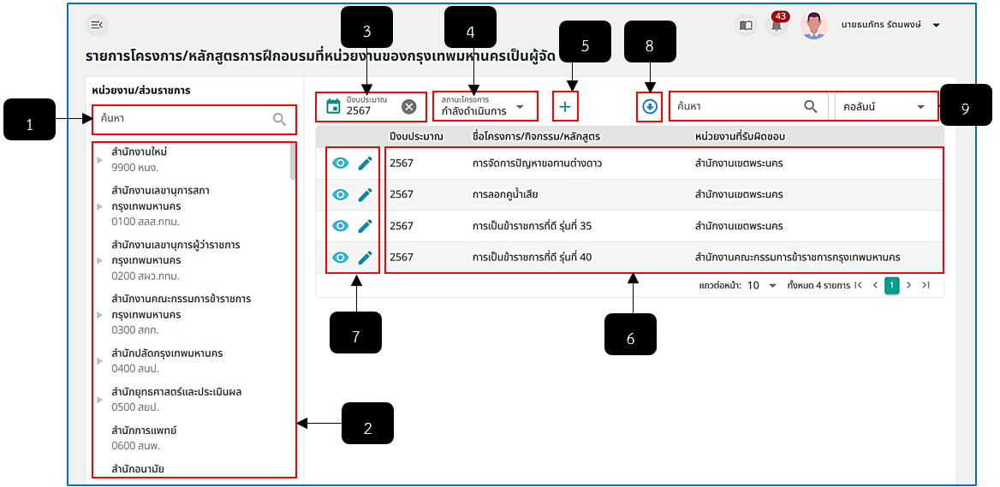 3
4
5
8
43
นายธนภัทร รัตนพงษ์
รายการโครงการ/หลักสูตรการฝึกอบรมที่หน่วยงานของกรุงเทพมหานครเป็นผู้จัด
หน่วยงาน/ส่วนราชการ
1
ค้นหา
ปีงบประมาณ
2567
สถานะโครงการ
กำลังดำเนินการ
ค้นหา
คอลัมน์
9
สำนักงานใหม่
9900 หนง.
สำนักงานเลขานุการสภา
กรุงเทพมหานคร
0100 สลส.กทม.
สำนักงานเลขานุการผู้ว่าราชการ
กรุงเทพมหานคร
0200 สผว.กทม.
สำนักงานคณะกรรมการข้าราชการ
กรุงเทพมหานคร
0300 สกก.
สำนักปลัดกรุงเทพมหานคร
0400 สนป.
สำนักยุทธศาสตร์และประเมินผล
0500 สยป.
สำนักการแพทย์
0600 สนพ.
สำนักอนามัย
2
ปีงบประมาณ ชื่อโครงการ/กิจกรรม/หลักสูตร หน่วยงานที่รับผิดชอบ
2567 การจัดการปัญหาขอทานต่างดาว สำนักงานเขตพระนคร
2567 การลอกคูน้ำเสีย สำนักงานเขตพระนคร
2567 การเป็นข้าราชการที่ดี รุ่นที่ 35 สำนักงานเขตพระนคร
2567 การเป็นข้าราชการที่ดี รุ่นที่ 40 สำนักงานคณะกรรมการข้าราชการกรุงเทพมหานคร
แถวต่อหน้า: 10 ทั้งหมด 4 รายการ 1
7
6